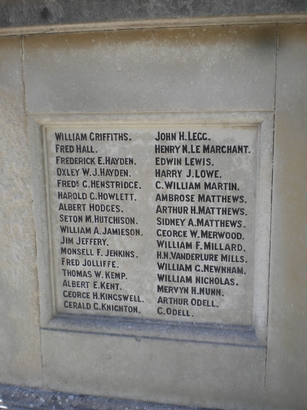 WILLIAM GRIFFITHS.
FRED HALL.
FREDERICK E. HAYDEN.
OXLEY W. J. HAYDEN.
FREDK C. HENSTRIDGE.
HAROLD C. HOWLETT.
ALBERT HODGES.
SETON M. HUTCHISON.
WILLIAM A. JAMIESON.
JIM JEFFERY.
MONSELL F. JENKINS.
FRED JOLLIFFE.
THOMAS W. KEMP.
ALBERT E. KENT.
GEORGE H. KINGSWELL.
GERALD C. KNIGHTON.
JOHN H. LEGG.
HENRY N. LE MARCHANT.
EDWIN LEWIS.
HARRY J. LOWE.
C. WILLIAM MARTIN.
AMBROSE MATTHEWS.
ARTHUR H. MATTHEWS.
SIDNEY A. MATTHEWS.
GEORGE W. MERWOOD.
WILLIAM F. MILLARD.
H.N. VANDERLURE MILLS.
WILLIAM C. NEWNHAM.
WILLIAM NICHOLAS.
MERVYN H. NUNN.
ARTHUR ODELL.
C. ODELL.